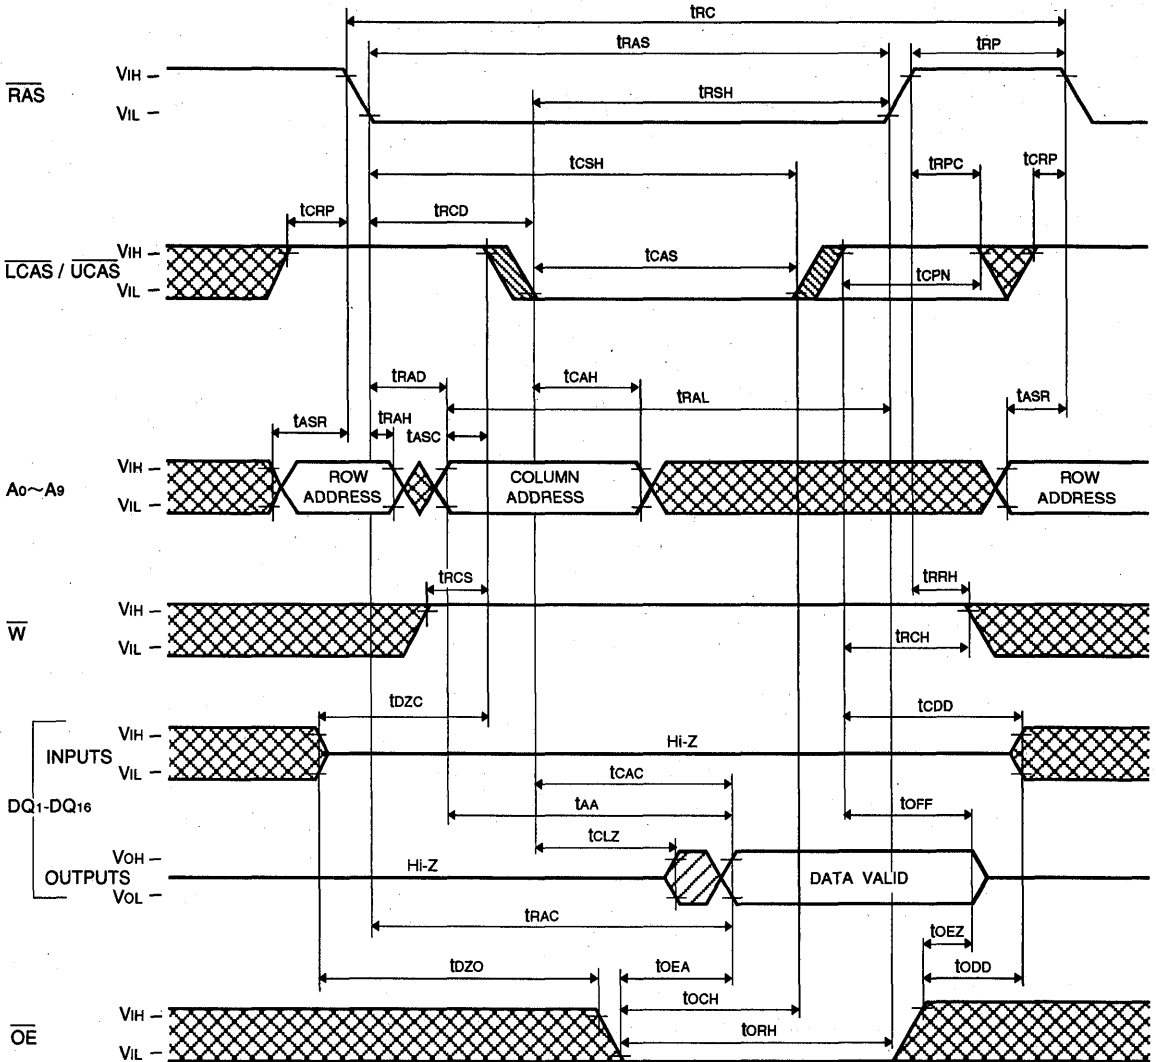 tRC
tRAS tRP
RAS VIH
VIL
tRSH
tCSH tRPC tCRP
tCRP tRCD
LCAS / UCAS VIH
VIL
tCAS
tCPN
tRAD tCAH
tRAL
tASR tRAH tASC tASR
A0~A9 VIH
VIL
ROW ADDRESS
COLUMN ADDRESS
ROW ADDRESS
tRCS tRRH
W VIH
VIL
tRCH
tDZC tCDD
DQ1-DQ16
INPUTS VIH
VIL
Hi-Z
tCAC
tAA tOFF
tCLZ
OUTPUTS VOH
VOL
Hi-Z
DATA VALID
tRAC
tOEZ
tDZO tOEA tODD
tOCH
tORH
OE VIH
VIL